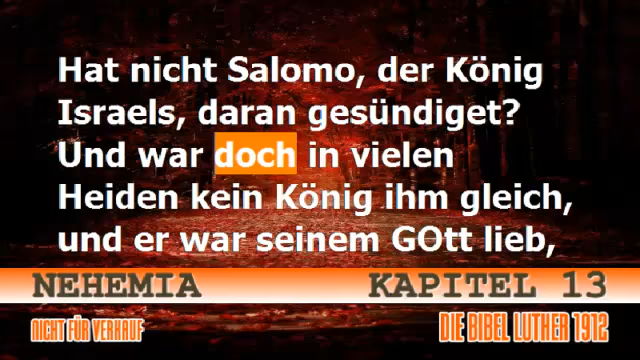 Hat nicht Salomo, der König
Israels, daran gesündiget?
Und war doch in vielen
Heiden kein König ihm gleich,
und er war seinem GOtt lieb,
NEHEMIA KAPITEL 13
NICHT FÜR VERKAUF DIE BIBEL LUTHER 1912